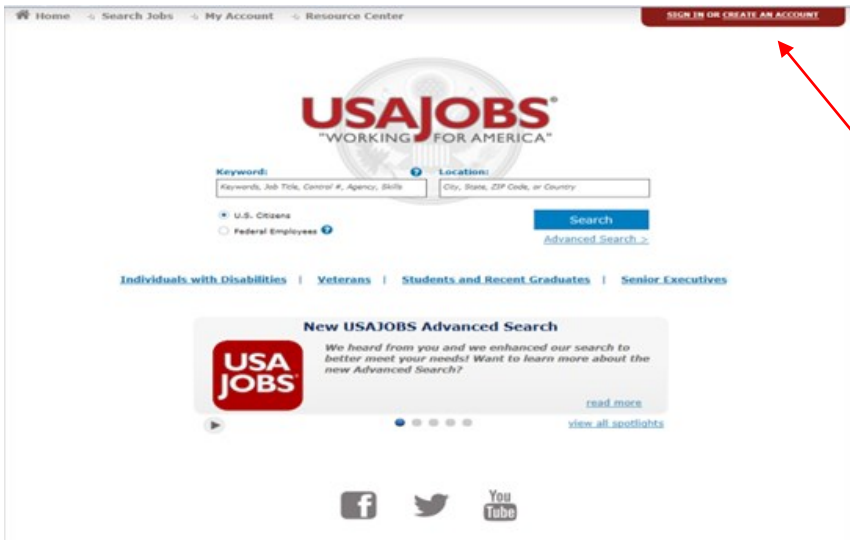 Home Search Jobs My Account Resource Center
SIGN IN OR CREATE AN ACCOUNT
USAJOBS®
"WORKING FOR AMERICA"
Keyword: ? Location:
Keywords, Job Title, Control #, Agency, Skills City, State, ZIP Code, or Country
U.S. Citizens Search
Federal Employees ? Advanced Search >
Individuals with Disabilities | Veterans | Students and Recent Graduates | Senior Executives
New USAJOBS Advanced Search
USA
JOBS
We heard from you and we enhanced our search to
better meet your needs! Want to learn more about the
new Advanced Search?
read more
view all spotlights
f
You
Tube